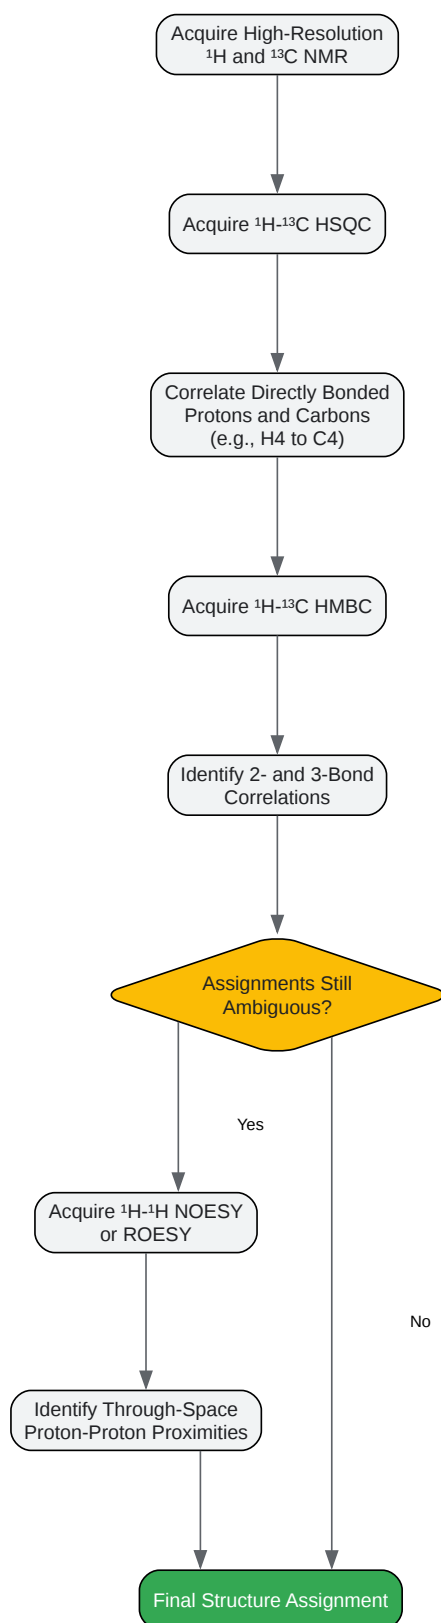 Acquire High-Resolution
¹H and ¹³C NMR
Acquire ¹H-¹³C HSQC
Correlate Directly Bonded
Protons and Carbons
(e.g., H4 to C4)
Acquire ¹H-¹³C HMBC
Identify 2- and 3-Bond
Correlations
Assignments Still
Ambiguous?
Yes
Acquire ¹H-¹H NOESY
or ROESY
No
Identify Through-Space
Proton-Proton Proximities
Final Structure Assignment